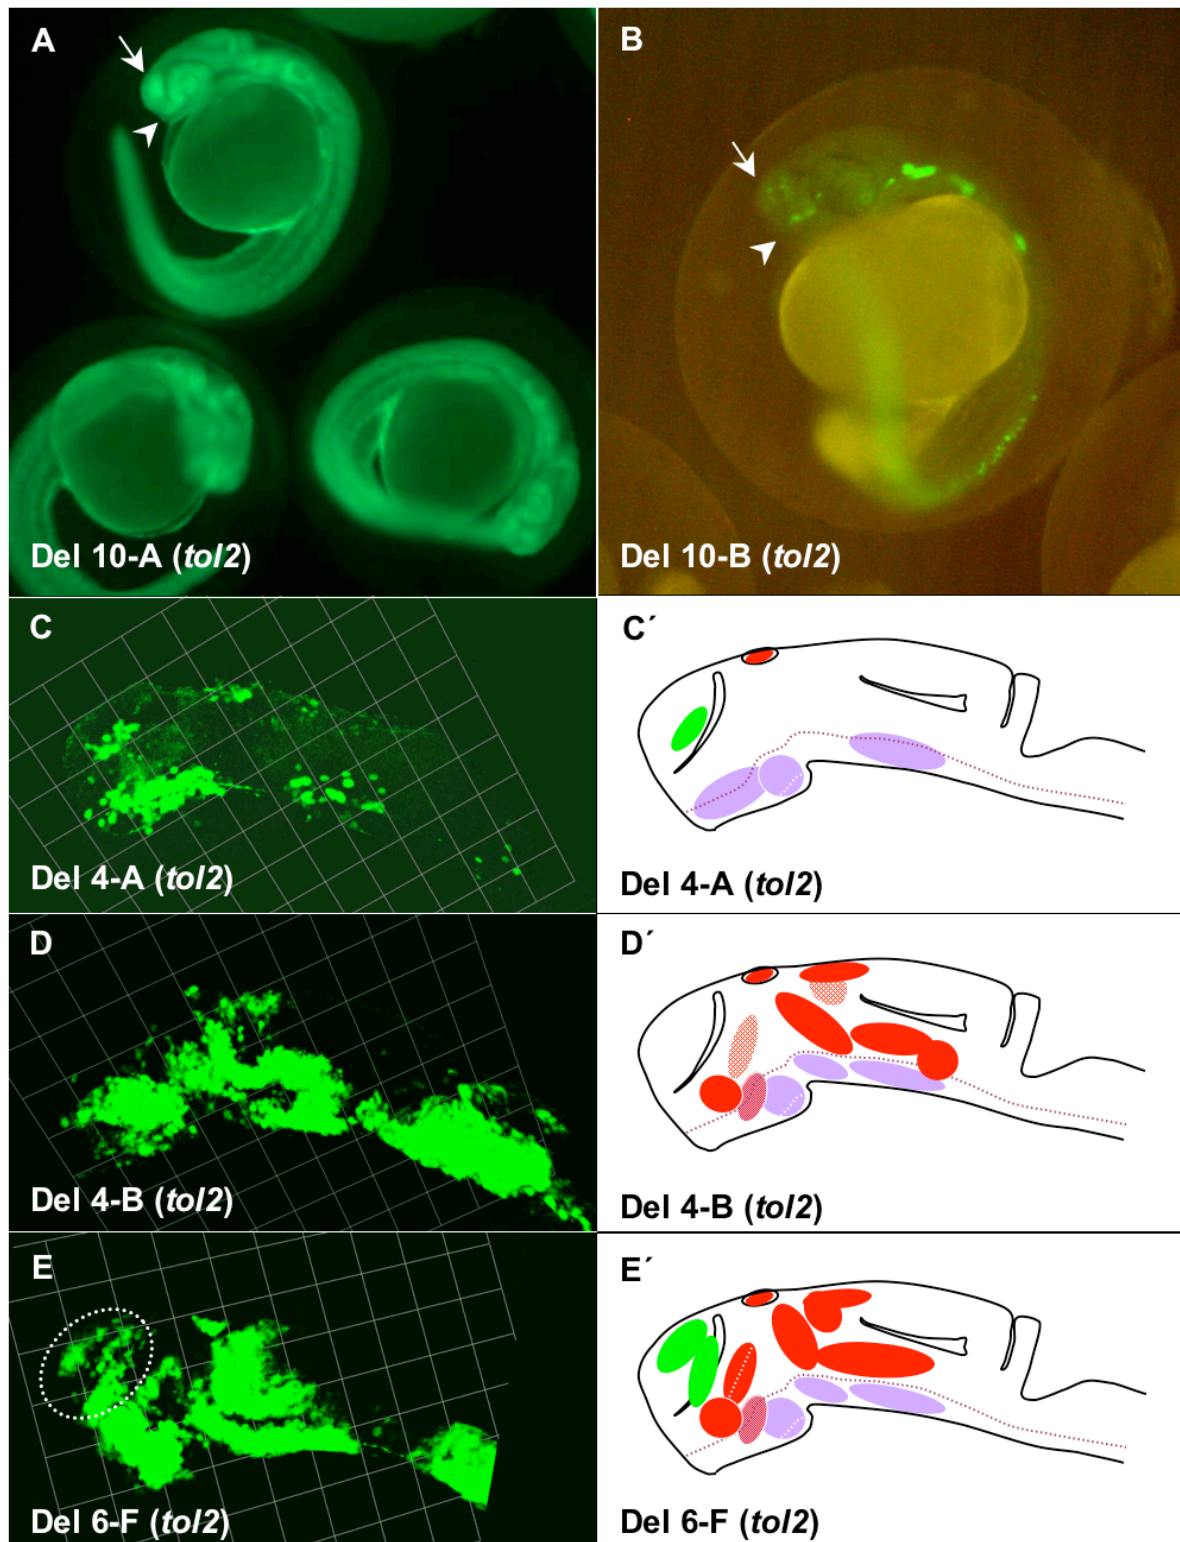 A
B
Del 10-A (tol2)
Del 10-B (tol2)
C
C´
Del 4-A (tol2)
Del 4-A (tol2)
D
D´
Del 4-B (tol2)
Del 4-B (tol2)
E
E´
Del 6-F (tol2)
Del 6-F (tol2)